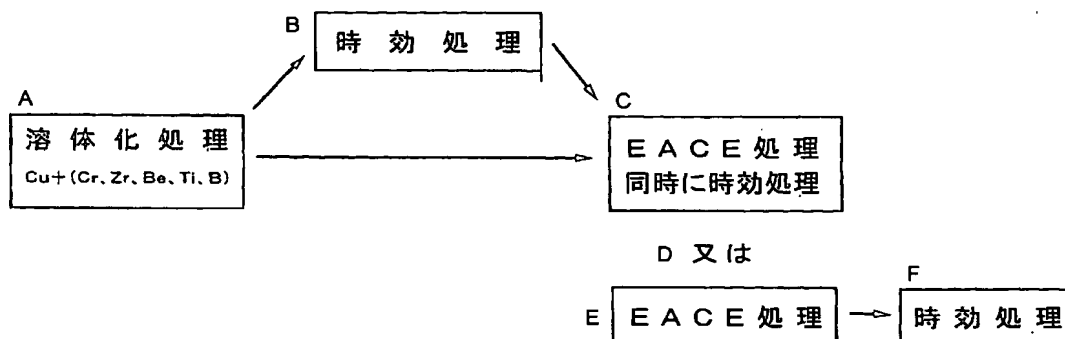 B
時効処理
A
溶体化処理
Cu+(Cr、Zr、Be、Ti、B)
C
EACE処理
同時に時効処理
D 又は
E
EACE処理
F
時効処理